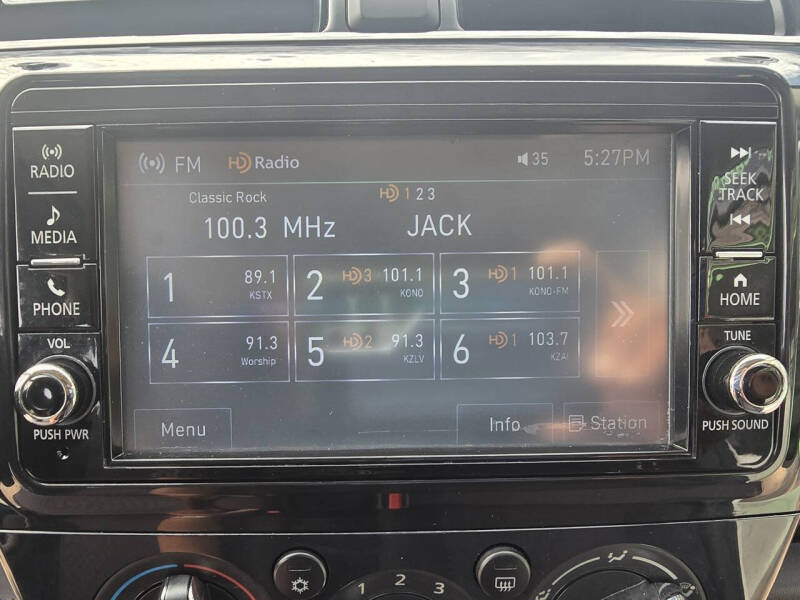 RADIO
MEDIA
PHONE
VOL
PUSH PWR
FM HD Radio 35 5:27PM
Classic Rock HD 1 2 3
100.3 MHz JACK
1 89.1 KSTX
2 HD 3 101.1 KONO
3 HD 1 101.1 KONO-FM
4 91.3 Worship
5 HD 2 91.3 KZLV
6 HD 1 103.7 KZAI
Menu Info Station
SEEK
TRACK
HOME
TUNE
PUSH SOUND
1 2 3